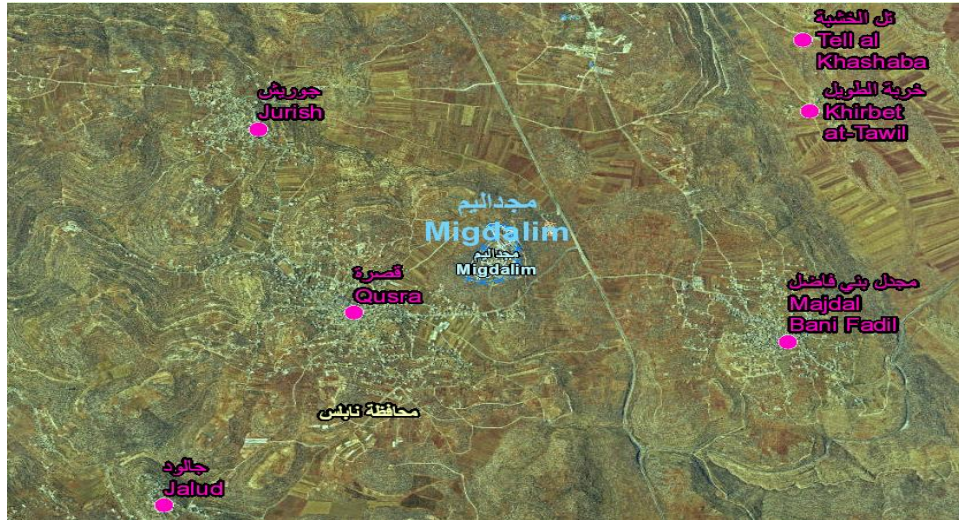 تل الخشبة
Tell al
Khashaba
جوريش
Jurish
خربة الطويل
Khirbet
at-Tawil
مجداليم
Migdalim
مجداليم
Migdalim
قصرة
Qusra
مجدل بني فاضل
Majdal
Bani Fadil
محافظة نابلس
جالود
Jalud